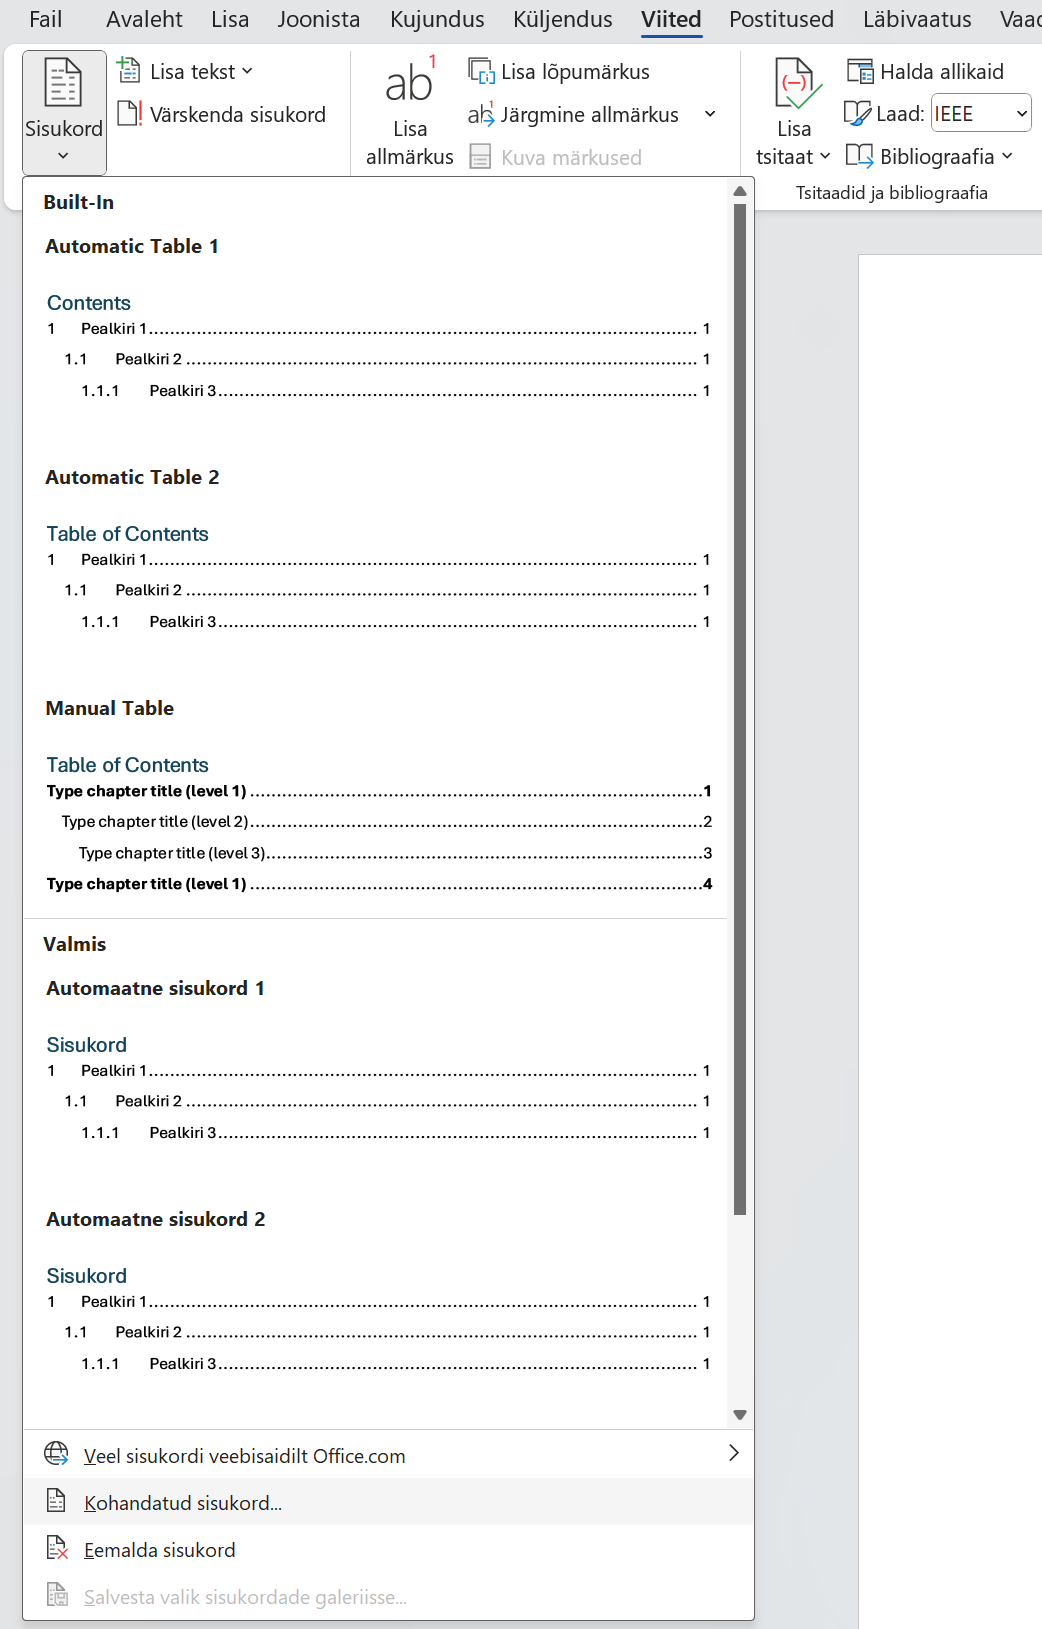 Fail Avaleht Lisa Joonista Kujundus Küljendus Viited Postitused Läbivaatus
Sisukord
Lisa tekst
Värskenda sisukord
ab1
Lisa
allmärkus
Lisa lõpumärkus
Järgmine allmärkus
Kuva märkused
Lisa
tsitaat
Halda allikaid
Laad: IEEE
Bibliograafia
Tsitaadid ja bibliograafia
Built-In
Automatic Table 1
Contents
1 Pealkiri 1........ 1
1.1 Pealkiri 2........ 1
1.1.1 Pealkiri 3........ 1
Automatic Table 2
Table of Contents
1 Pealkiri 1........ 1
1.1 Pealkiri 2........ 1
1.1.1 Pealkiri 3........ 1
Manual Table
Table of Contents
Type chapter title (level 1)........1
Type chapter title (level 2)........2
Type chapter title (level 3)........3
Type chapter title (level 1)........4
Valmis
Automaatne sisukord 1
Sisukord
1 Pealkiri 1........ 1
1.1 Pealkiri 2........ 1
1.1.1 Pealkiri 3........ 1
Automaatne sisukord 2
Sisukord
1 Pealkiri 1........ 1
1.1 Pealkiri 2........ 1
1.1.1 Pealkiri 3........ 1
Veel sisukordi veebisaidilt Office.com
Kohandatud sisukord...
Eemalda sisukord
Salvesta valik sisukordade galeriisse...